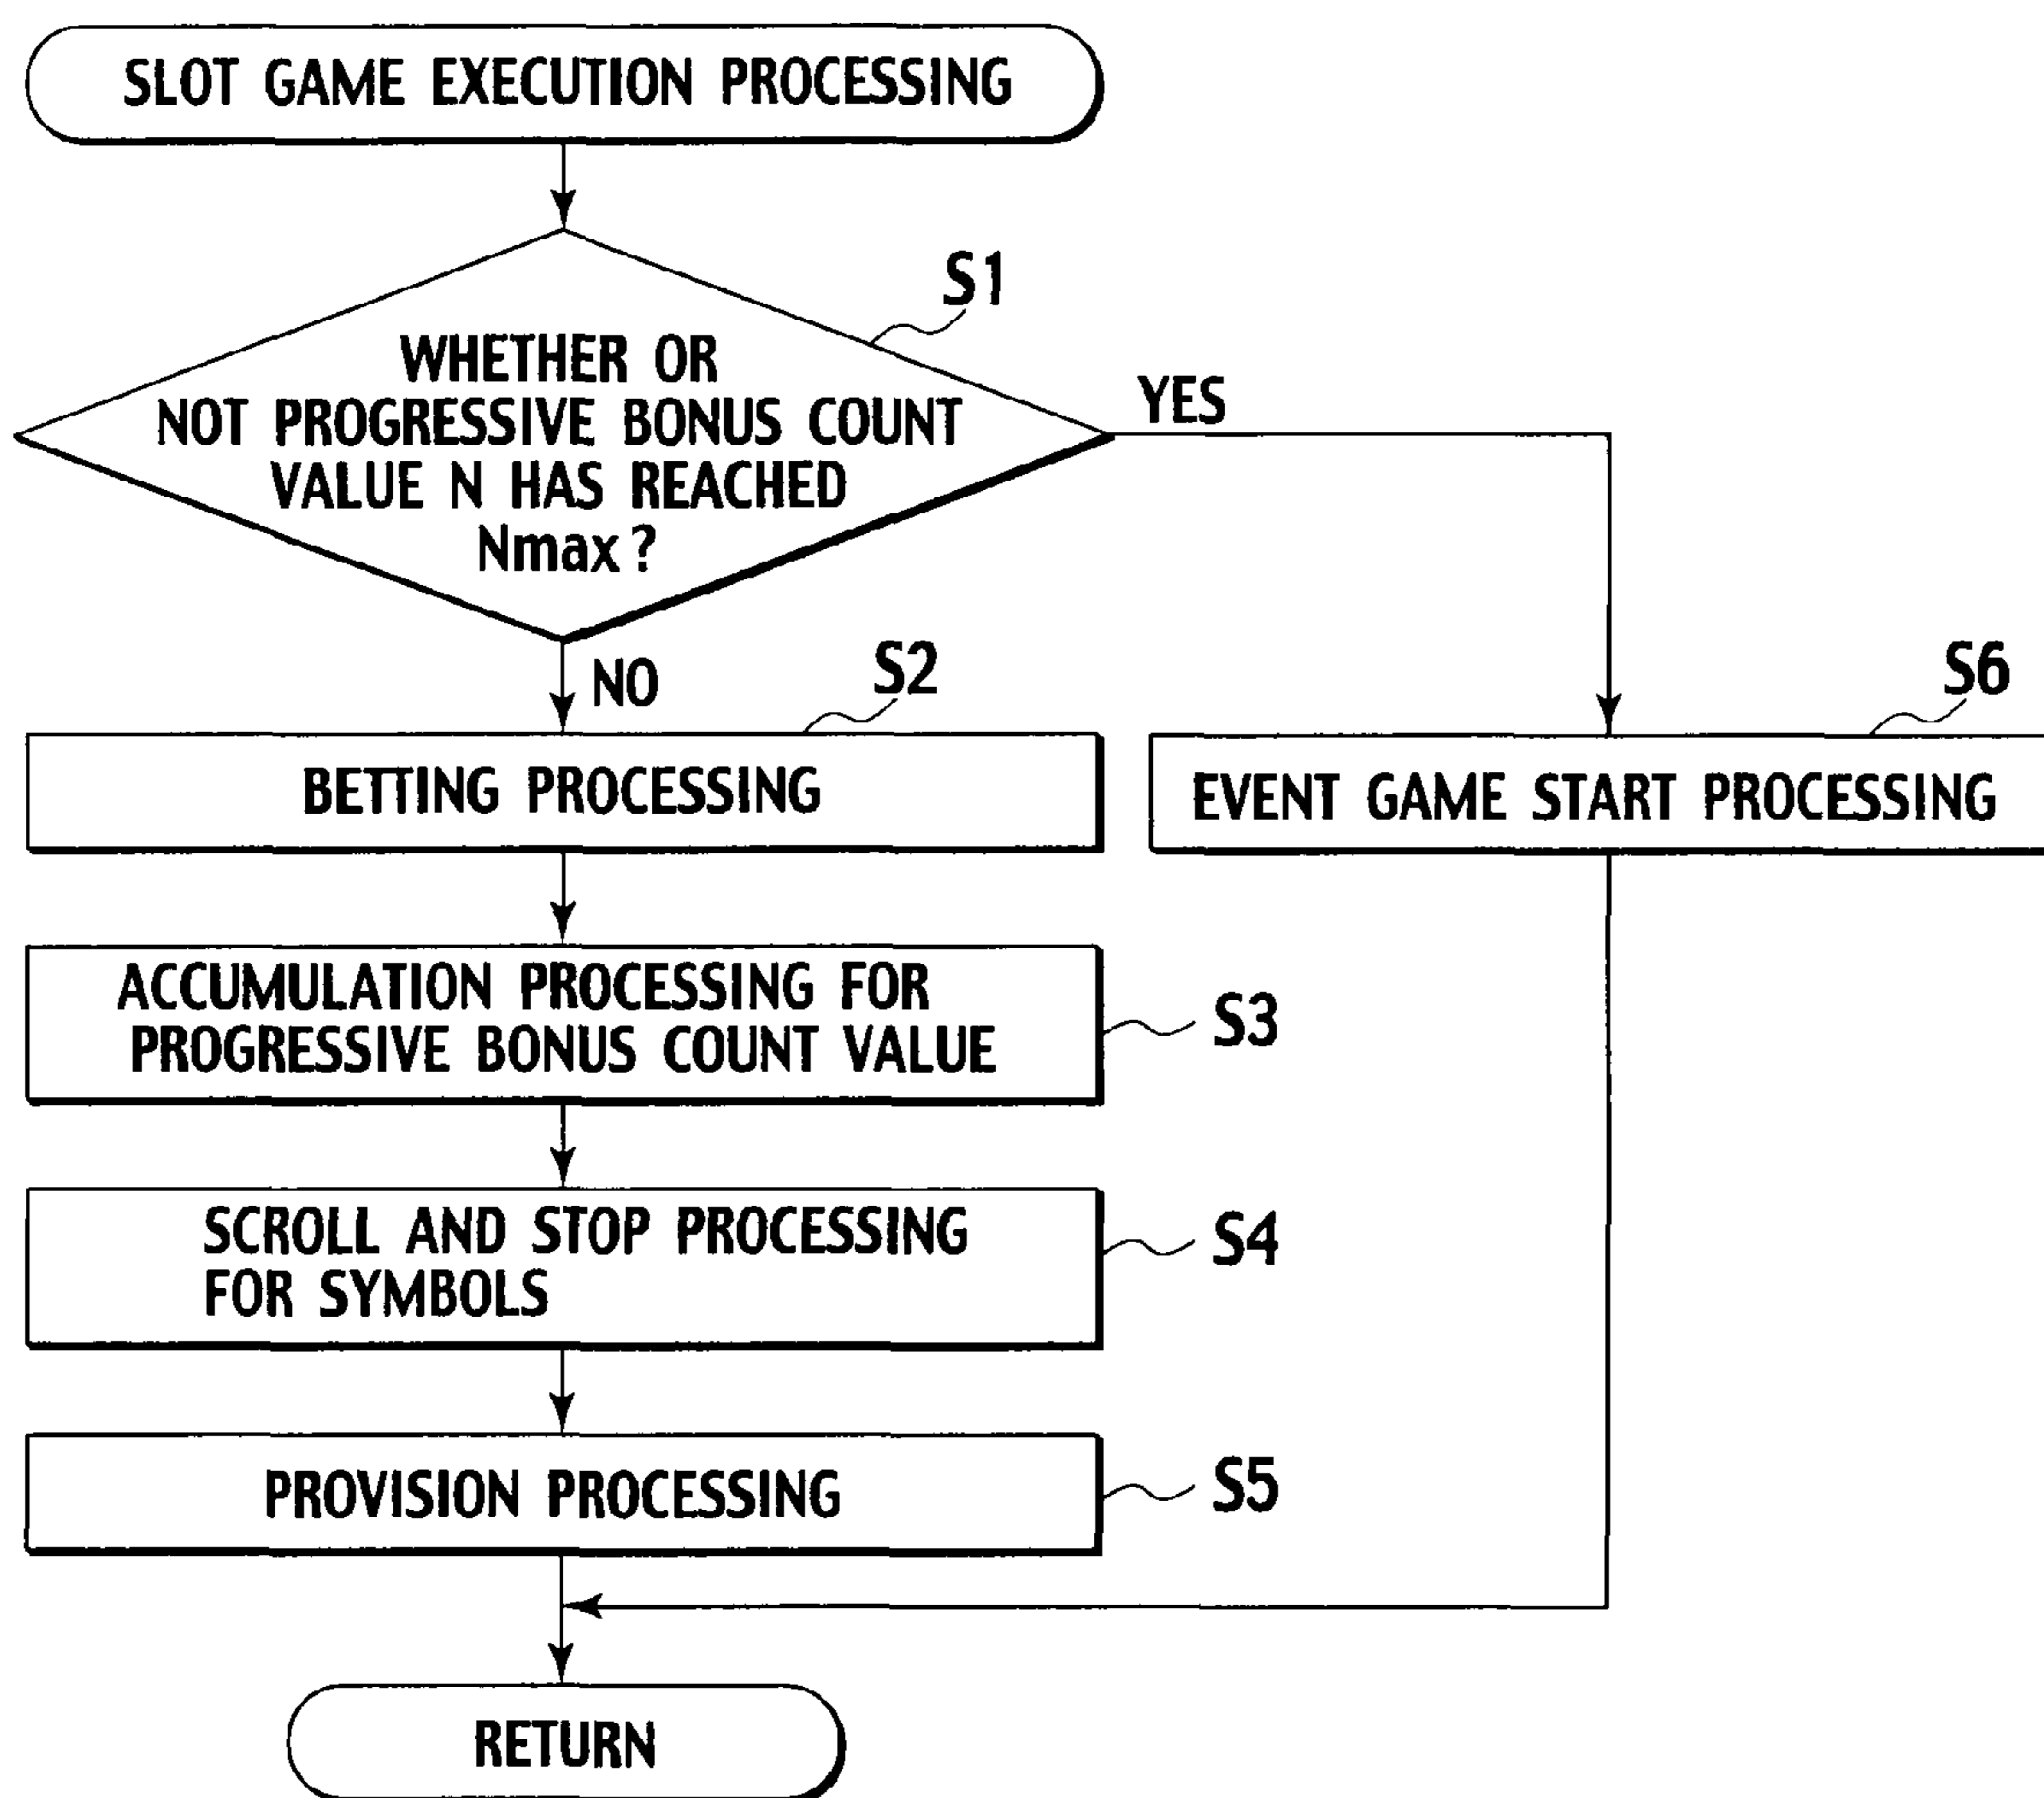 SLOT GAME EXECUTION PROCESSING
S1
WHETHER OR
NOT PROGRESSIVE BONUS COUNT
VALUE N HAS REACHED
Nmax?
YES
NO
S2
BETTING PROCESSING
S6
EVENT GAME START PROCESSING
ACCUMULATION PROCESSING FOR
PROGRESSIVE BONUS COUNT VALUE
S3
SCROLL AND STOP PROCESSING
FOR SYMBOLS
S4
PROVISION PROCESSING
S5
RETURN